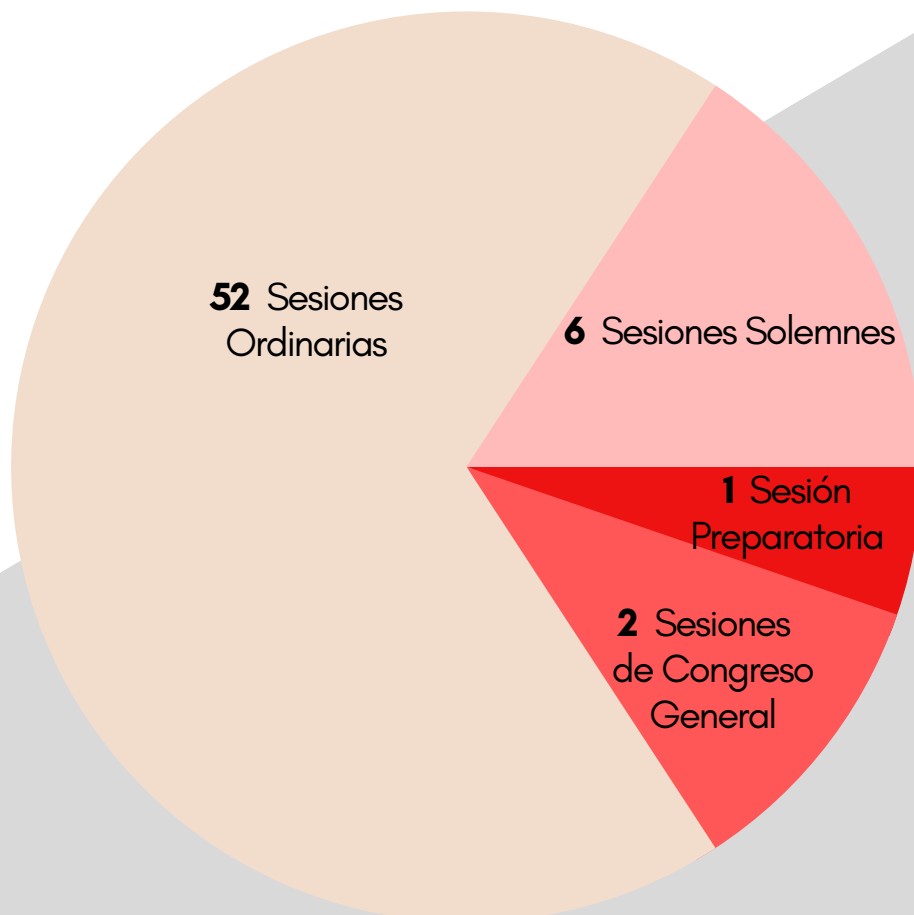 52 Sesiones
Ordinarias
6 Sesiones Solemnes
1 Sesión
Preparatoria
2 Sesiones
de Congreso
General